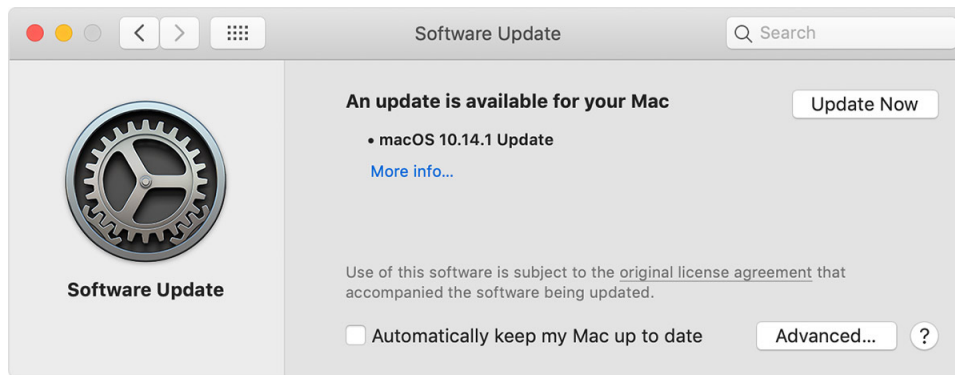 Software Update
Search
An update is available for your Mac
Update Now
• macOS 10.14.1 Update
More info...
Software Update
Use of this software is subject to the original license agreement that
accompanied the software being updated.
Automatically keep my Mac up to date
Advanced...
?